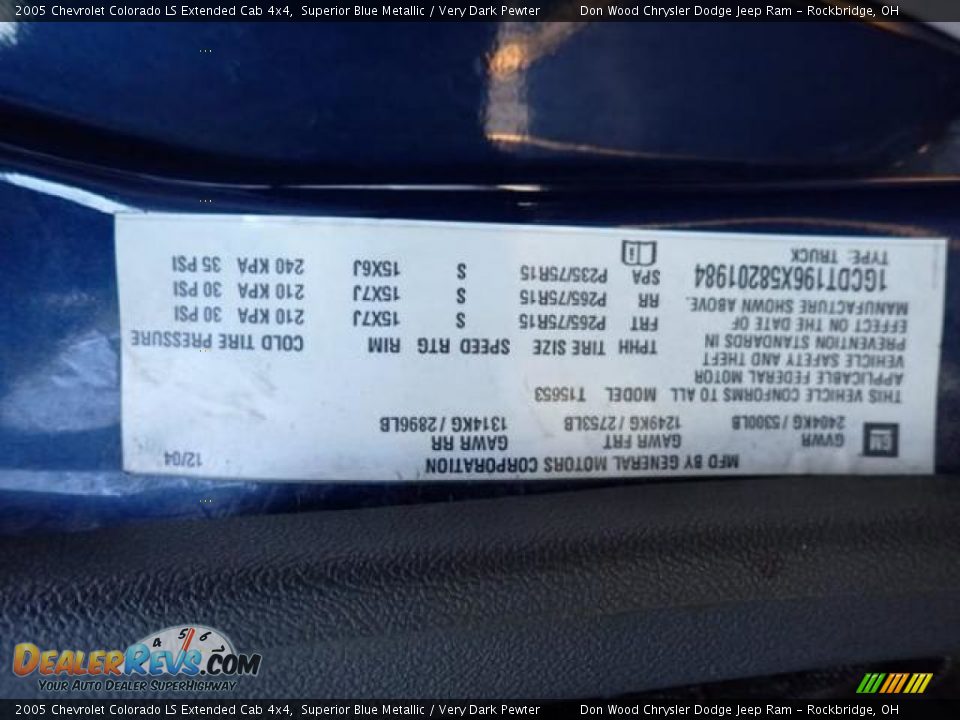 2005 Chevrolet Colorado LS Extended Cab 4x4, Superior Blue Metallic / Very Dark Pewter Don Wood Chrysler Dodge Jeep Ram - Rockbridge, OH
MFD BY GENERAL MOTORS CORPORATION 12/04
GM GVWR GAWR FRT GAWR RR
2404KG / 5300LB 1249KG / 2753LB 1314KG / 2896LB
THIS VEHICLE CONFORMS TO ALL MODEL T15653
APPLICABLE FEDERAL MOTOR
VEHICLE SAFETY AND THEFT
PREVENTION STANDARDS IN
EFFECT ON THE DATE OF
MANUFACTURE SHOWN ABOVE.
1GCDT196X58201984
TYPE: TRUCK
TPHH TIRE SIZE SPEED RTG RIM COLD TIRE PRESSURE
FRT P265/75R15 S 15X7J 210 KPA 30 PSI
RR P265/75R15 S 15X7J 210 KPA 30 PSI
SPA P235/75R15 S 15X6J 240 KPA 35 PSI
4 5 6 7
DealerRevs.com
Your Auto Dealer SuperHighway
2005 Chevrolet Colorado LS Extended Cab 4x4, Superior Blue Metallic / Very Dark Pewter Don Wood Chrysler Dodge Jeep Ram - Rockbridge, OH